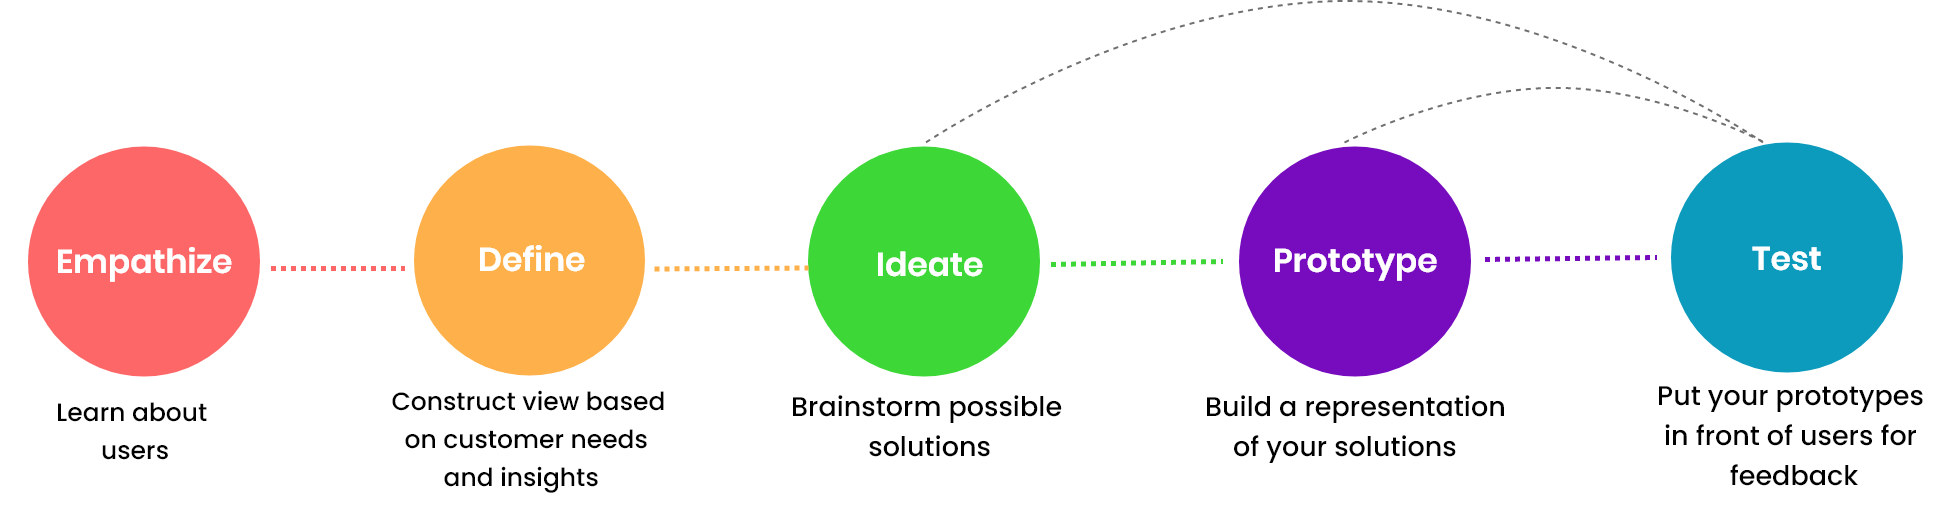 Empathize
Define
Ideate
Prototype
Test
Learn about
users
Construct view based
on customer needs
and insights
Brainstorm possible
solutions
Build a representation
of your solutions
Put your prototypes
in front of users for
feedback